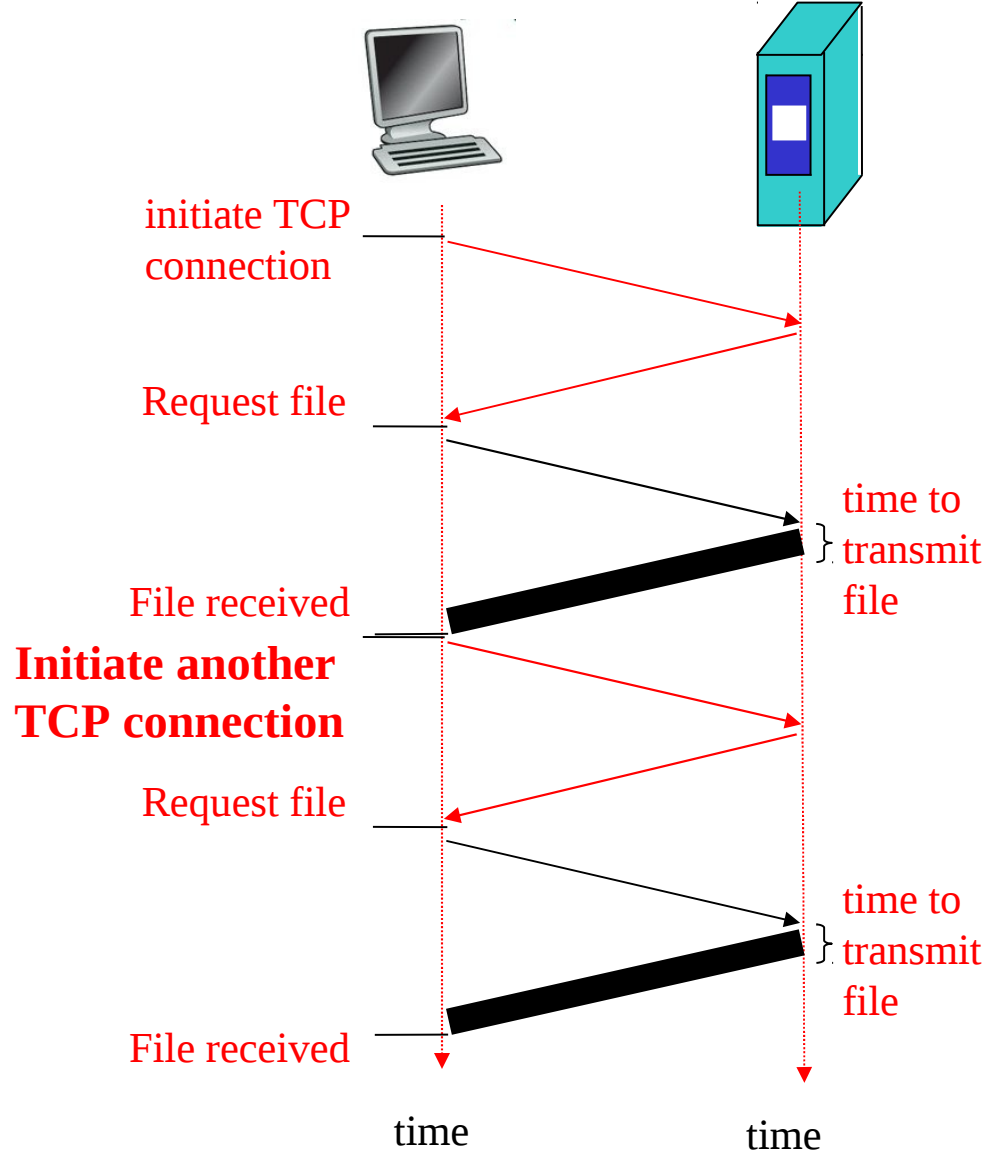 initiate TCP
connection
Request file
time to
transmit
file
File received
Initiate another
TCP connection
Request file
time to
transmit
file
File received
time
time